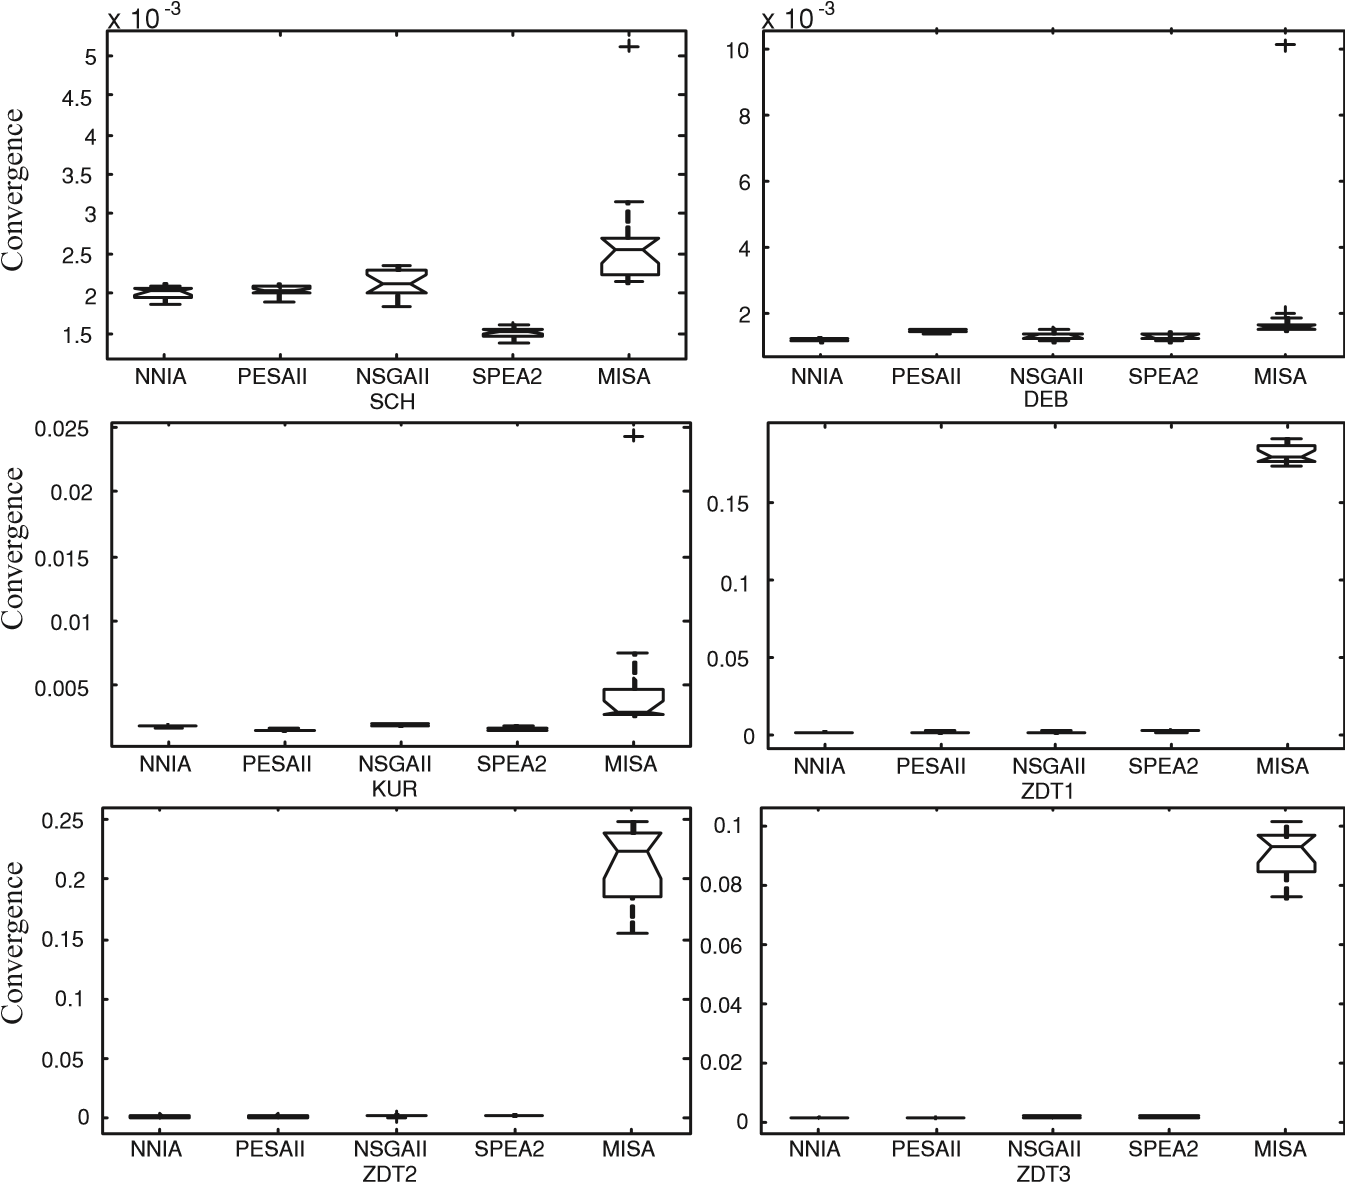 x 10 -3
5
4.5
4
3.5
3
2.5
2
1.5
Convergence
NNIA PESAII NSGAII SPEA2 MISA
SCH
x 10 -3
10
8
6
4
2
NNIA PESAII NSGAII SPEA2 MISA
DEB
0.025
0.02
0.015
0.01
0.005
Convergence
NNIA PESAII NSGAII SPEA2 MISA
KUR
0.15
0.1
0.05
0
NNIA PESAII NSGAII SPEA2 MISA
ZDT1
0.25
0.2
0.15
0.1
0.05
0
Convergence
NNIA PESAII NSGAII SPEA2 MISA
ZDT2
0.1
0.08
0.06
0.04
0.02
0
NNIA PESAII NSGAII SPEA2 MISA
ZDT3